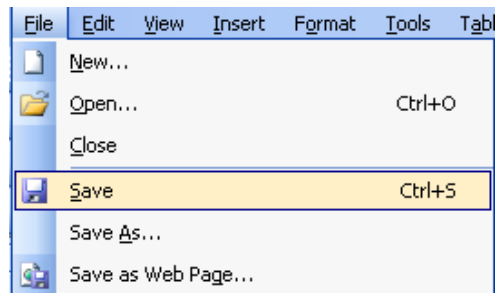 File Edit View Insert Format Tools Tabl
New...
Open... Ctrl+O
Close
Save Ctrl+S
Save As...
Save as Web Page...